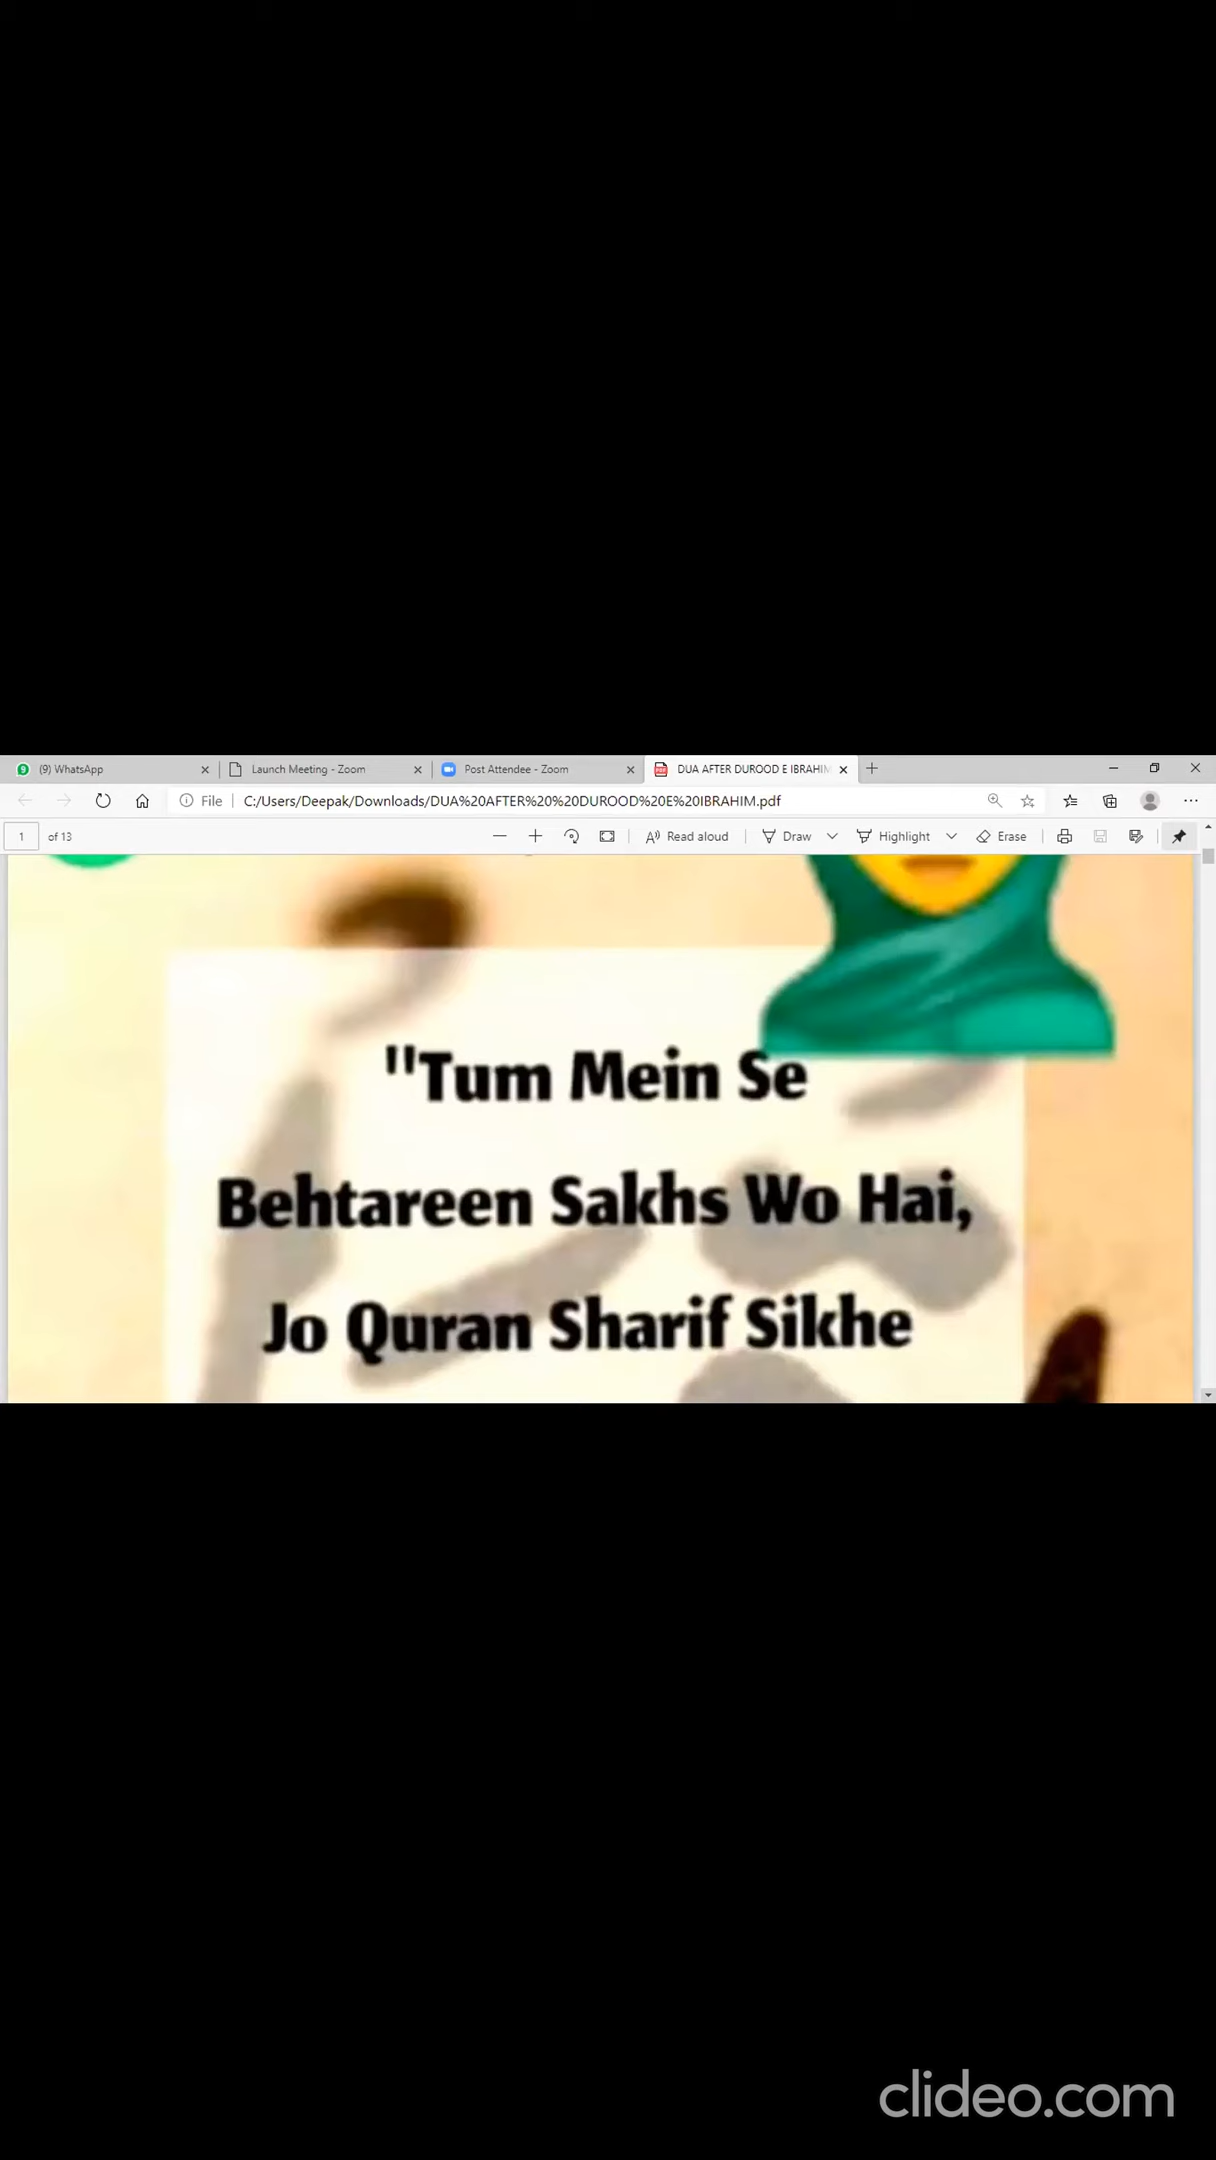 (9) WhatsApp
Launch Meeting - Zoom
Post Attendee - Zoom
DUA AFTER DUROOD E IBRAHIM
File
C:/Users/Deepak/Downloads/DUA%20AFTER%20%20DUROOD%20E%20IBRAHIM.pdf
1 of 13
Read aloud
Draw
Highlight
Erase
"Tum Mein Se
Behtareen Sakhs Wo Hai,
Jo Quran Sharif Sikhe
clideo.com